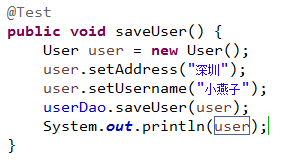 @Test
public void saveUser() {
    User user = new User();
    user.setAddress("深圳");
    user.setUsername("小燕子");
    userDao.saveUser(user);
    System.out.println(user);
}